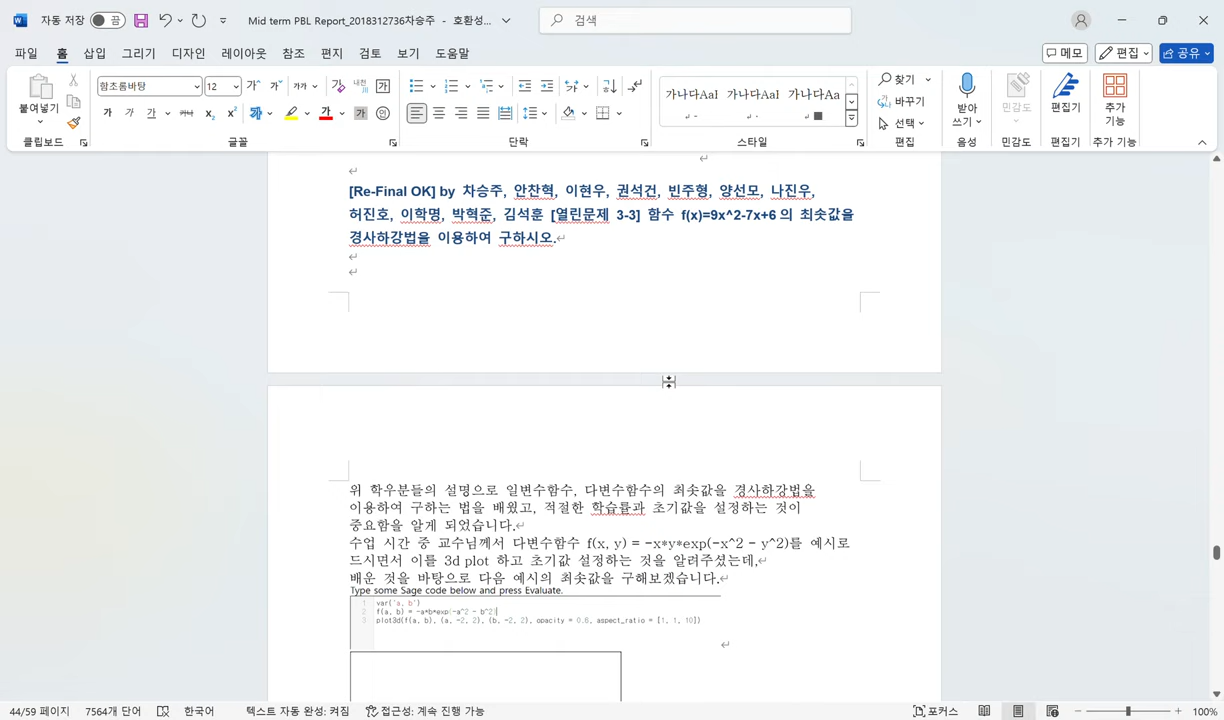 자동 저장 끔 Mid term PBL Report_2018312736차승주 - 호환성... 검색
파일 홈 삽입 그리기 디자인 레이아웃 참조 편지 검토 보기 도움말 메모 편집 공유
붙여넣기 함초롬바탕 12 가나다AaI 가나다AaI 가나다Aa 찾기 바꾸기 선택 받아쓰기 민감도 편집기 추가 기능
클립보드 글꼴 단락 스타일 편집 음성 민감도 편집기 추가 기능
[Re-Final OK] by 차승주, 안찬혁, 이현우, 권석건, 빈주형, 양선모, 나진우,
허진호, 이학명, 박혁준, 김석훈 [열린문제 3-3] 함수 f(x)=9x^2-7x+6 의 최솟값을
경사하강법을 이용하여 구하시오.
위 학우분들의 설명으로 일변수함수, 다변수함수의 최솟값을 경사하강법을
이용하여 구하는 법을 배웠고, 적절한 학습률과 초기값을 설정하는 것이
중요함을 알게 되었습니다.
수업 시간 중 교수님께서 다변수함수 f(x, y) = -x*y*exp(-x^2 - y^2)를 예시로
드시면서 이를 3d plot 하고 초기값 설정하는 것을 알려주셨는데,
배운 것을 바탕으로 다음 예시의 최솟값을 구해보겠습니다.
Type some Sage code below and press Evaluate.
1 var('a, b')
2 f(a, b) = -a*b*exp(-a^2 - b^2)
3 plot3d(f(a, b), (a, -2, 2), (b, -2, 2), opacity = 0.6, aspect_ratio = [1, 1, 10])
44/59 페이지 7564개 단어 한국어 텍스트 자동 완성: 켜짐 접근성: 계속 진행 가능 포커스 100%